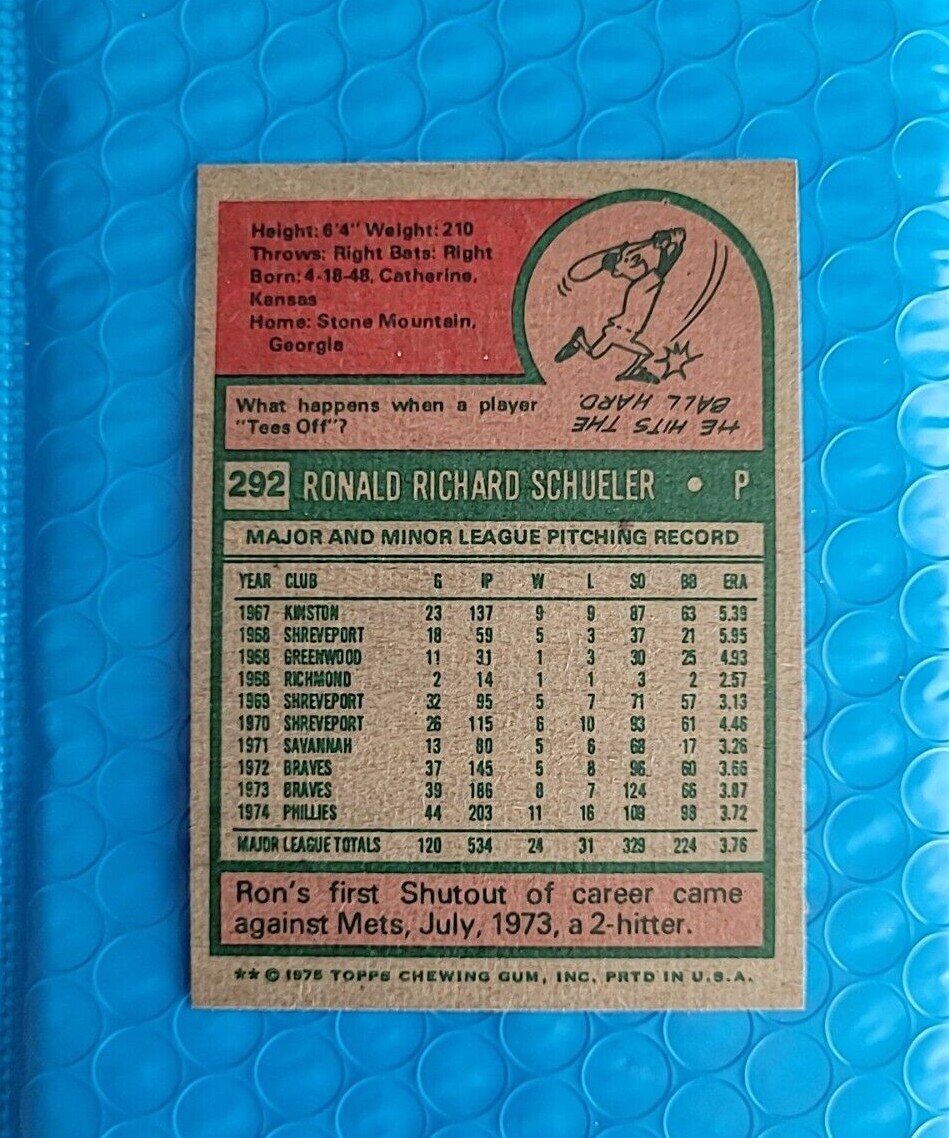 Height: 6'4" Weight: 210
Throws: Right Bats: Right
Born: 4-18-48, Catherine,
Kansas
Home: Stone Mountain,
Georgia
What happens when a player
"Tees Off"?
HE HITS THE
BALL HARD.
292 RONALD RICHARD SCHUELER • P
MAJOR AND MINOR LEAGUE PITCHING RECORD
YEAR CLUB G IP W L SO BB ERA
1967 KINSTON 23 137 9 9 87 63 5.39
1968 SHREVEPORT 18 59 5 3 37 21 5.95
1968 GREENWOOD 11 31 1 3 30 25 4.93
1968 RICHMOND 2 14 1 1 3 2 2.57
1969 SHREVEPORT 32 95 5 7 71 57 3.13
1970 SHREVEPORT 26 115 6 10 93 61 4.46
1971 SAVANNAH 13 80 5 6 68 17 3.26
1972 BRAVES 37 145 5 8 96 60 3.66
1973 BRAVES 39 186 8 7 124 66 3.87
1974 PHILLIES 44 203 11 16 109 98 3.72
MAJOR LEAGUE TOTALS 120 534 24 31 329 224 3.76
Ron's first Shutout of career came
against Mets, July, 1973, a 2-hitter.
** © 1975 TOPPS CHEWING GUM, INC. PRTD IN U.S.A.